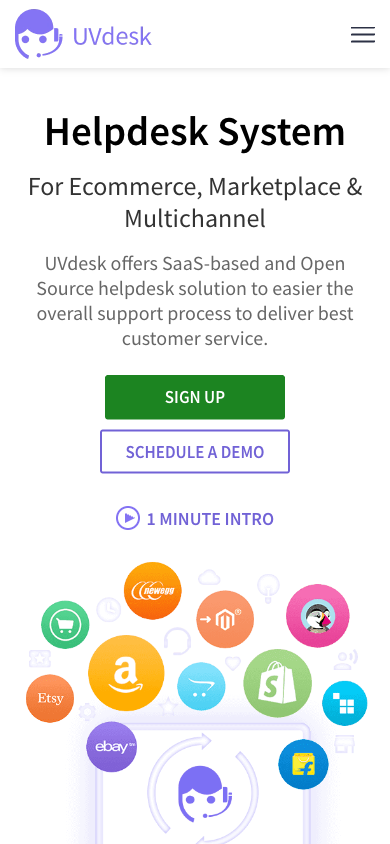 UVdesk
Helpdesk System
For Ecommerce, Marketplace &
Multichannel
UVdesk offers SaaS-based and Open
Source helpdesk solution to easier the
overall support process to deliver best
customer service.
SIGN UP
SCHEDULE A DEMO
1 MINUTE INTRO
newegg
a
Etsy
S
ebay
f